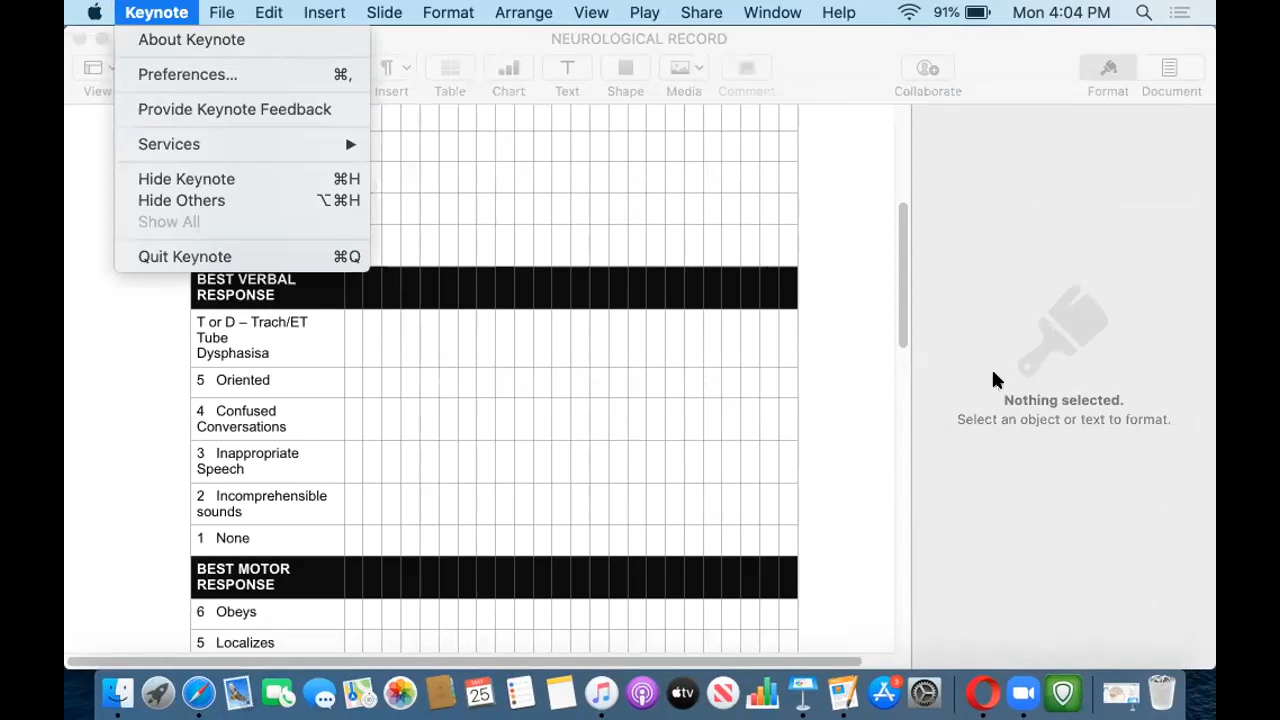 Keynote File Edit Insert Slide Format Arrange View Play Share Window Help 91% Mon 4:04 PM
About Keynote
Preferences... ⌘,
Provide Keynote Feedback
Services ▶
Hide Keynote ⌘H
Hide Others ⌥⌘H
Show All
Quit Keynote ⌘Q
NEUROLOGICAL RECORD
View Insert Table Chart Text Shape Media Comment Collaborate Format Document
BEST VERBAL
RESPONSE
T or D – Trach/ET
Tube
Dysphasisa
5 Oriented
4 Confused
Conversations
3 Inappropriate
Speech
2 Incomprehensible
sounds
1 None
BEST MOTOR
RESPONSE
6 Obeys
5 Localizes
Nothing selected.
Select an object or text to format.
25
3